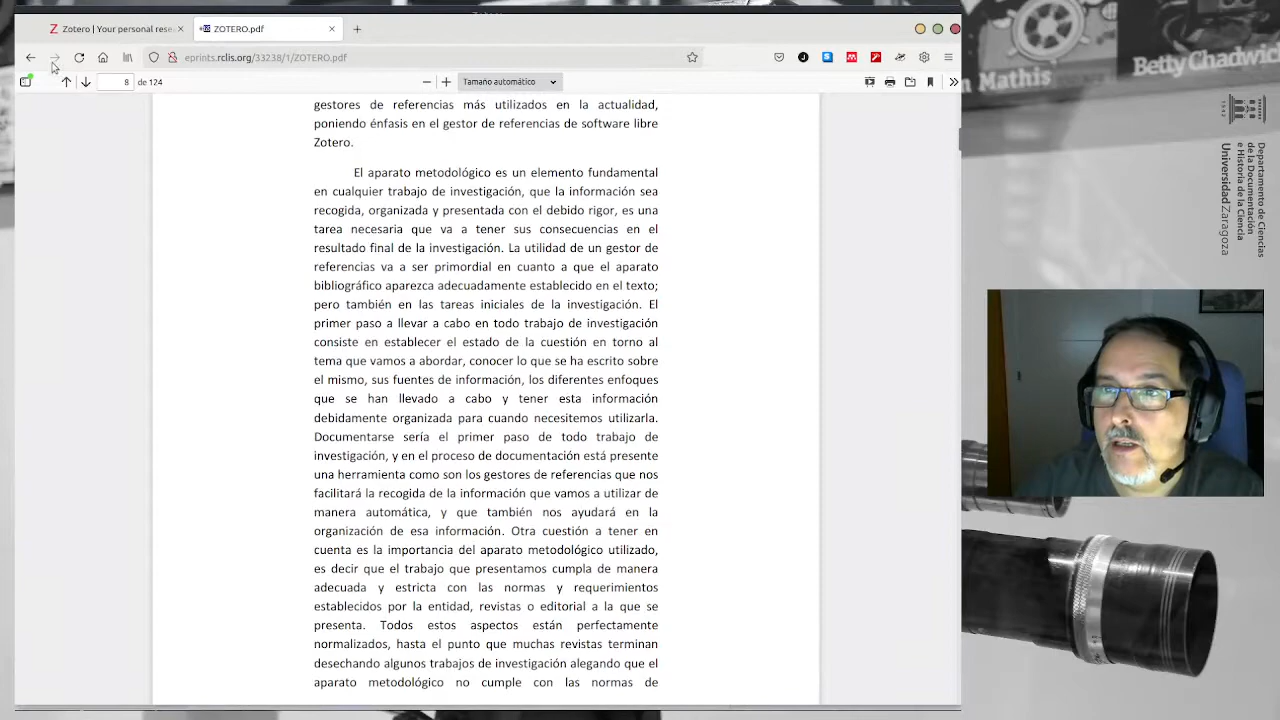 Zotero | Your personal rese
ZOTERO.pdf
eprints.rclis.org/33238/1/ZOTERO.pdf
8 de 124
Tamaño automático
gestores de referencias más utilizados en la actualidad,
poniendo énfasis en el gestor de referencias de software libre
Zotero.
El aparato metodológico es un elemento fundamental
en cualquier trabajo de investigación, que la información sea
recogida, organizada y presentada con el debido rigor, es una
tarea necesaria que va a tener sus consecuencias en el
resultado final de la investigación. La utilidad de un gestor de
referencias va a ser primordial en cuanto a que el aparato
bibliográfico aparezca adecuadamente establecido en el texto;
pero también en las tareas iniciales de la investigación. El
primer paso a llevar a cabo en todo trabajo de investigación
consiste en establecer el estado de la cuestión en torno al
tema que vamos a abordar, conocer lo que se ha escrito sobre
el mismo, sus fuentes de información, los diferentes enfoques
que se han llevado a cabo y tener esta información
debidamente organizada para cuando necesitemos utilizarla.
Documentarse sería el primer paso de todo trabajo de
investigación, y en el proceso de documentación está presente
una herramienta como son los gestores de referencias que nos
facilitará la recogida de la información que vamos a utilizar de
manera automática, y que también nos ayudará en la
organización de esa información. Otra cuestión a tener en
cuenta es la importancia del aparato metodológico utilizado,
es decir que el trabajo que presentamos cumpla de manera
adecuada y estricta con las normas y requerimientos
establecidos por la entidad, revistas o editorial a la que se
presenta. Todos estos aspectos están perfectamente
normalizados, hasta el punto que muchas revistas terminan
desechando algunos trabajos de investigación alegando que el
aparato metodológico no cumple con las normas de
Mathis
Betty Chadwi
1542
Departamento de Ciencias
de la Documentación
e Historia de la Ciencia
Universidad Zaragoza